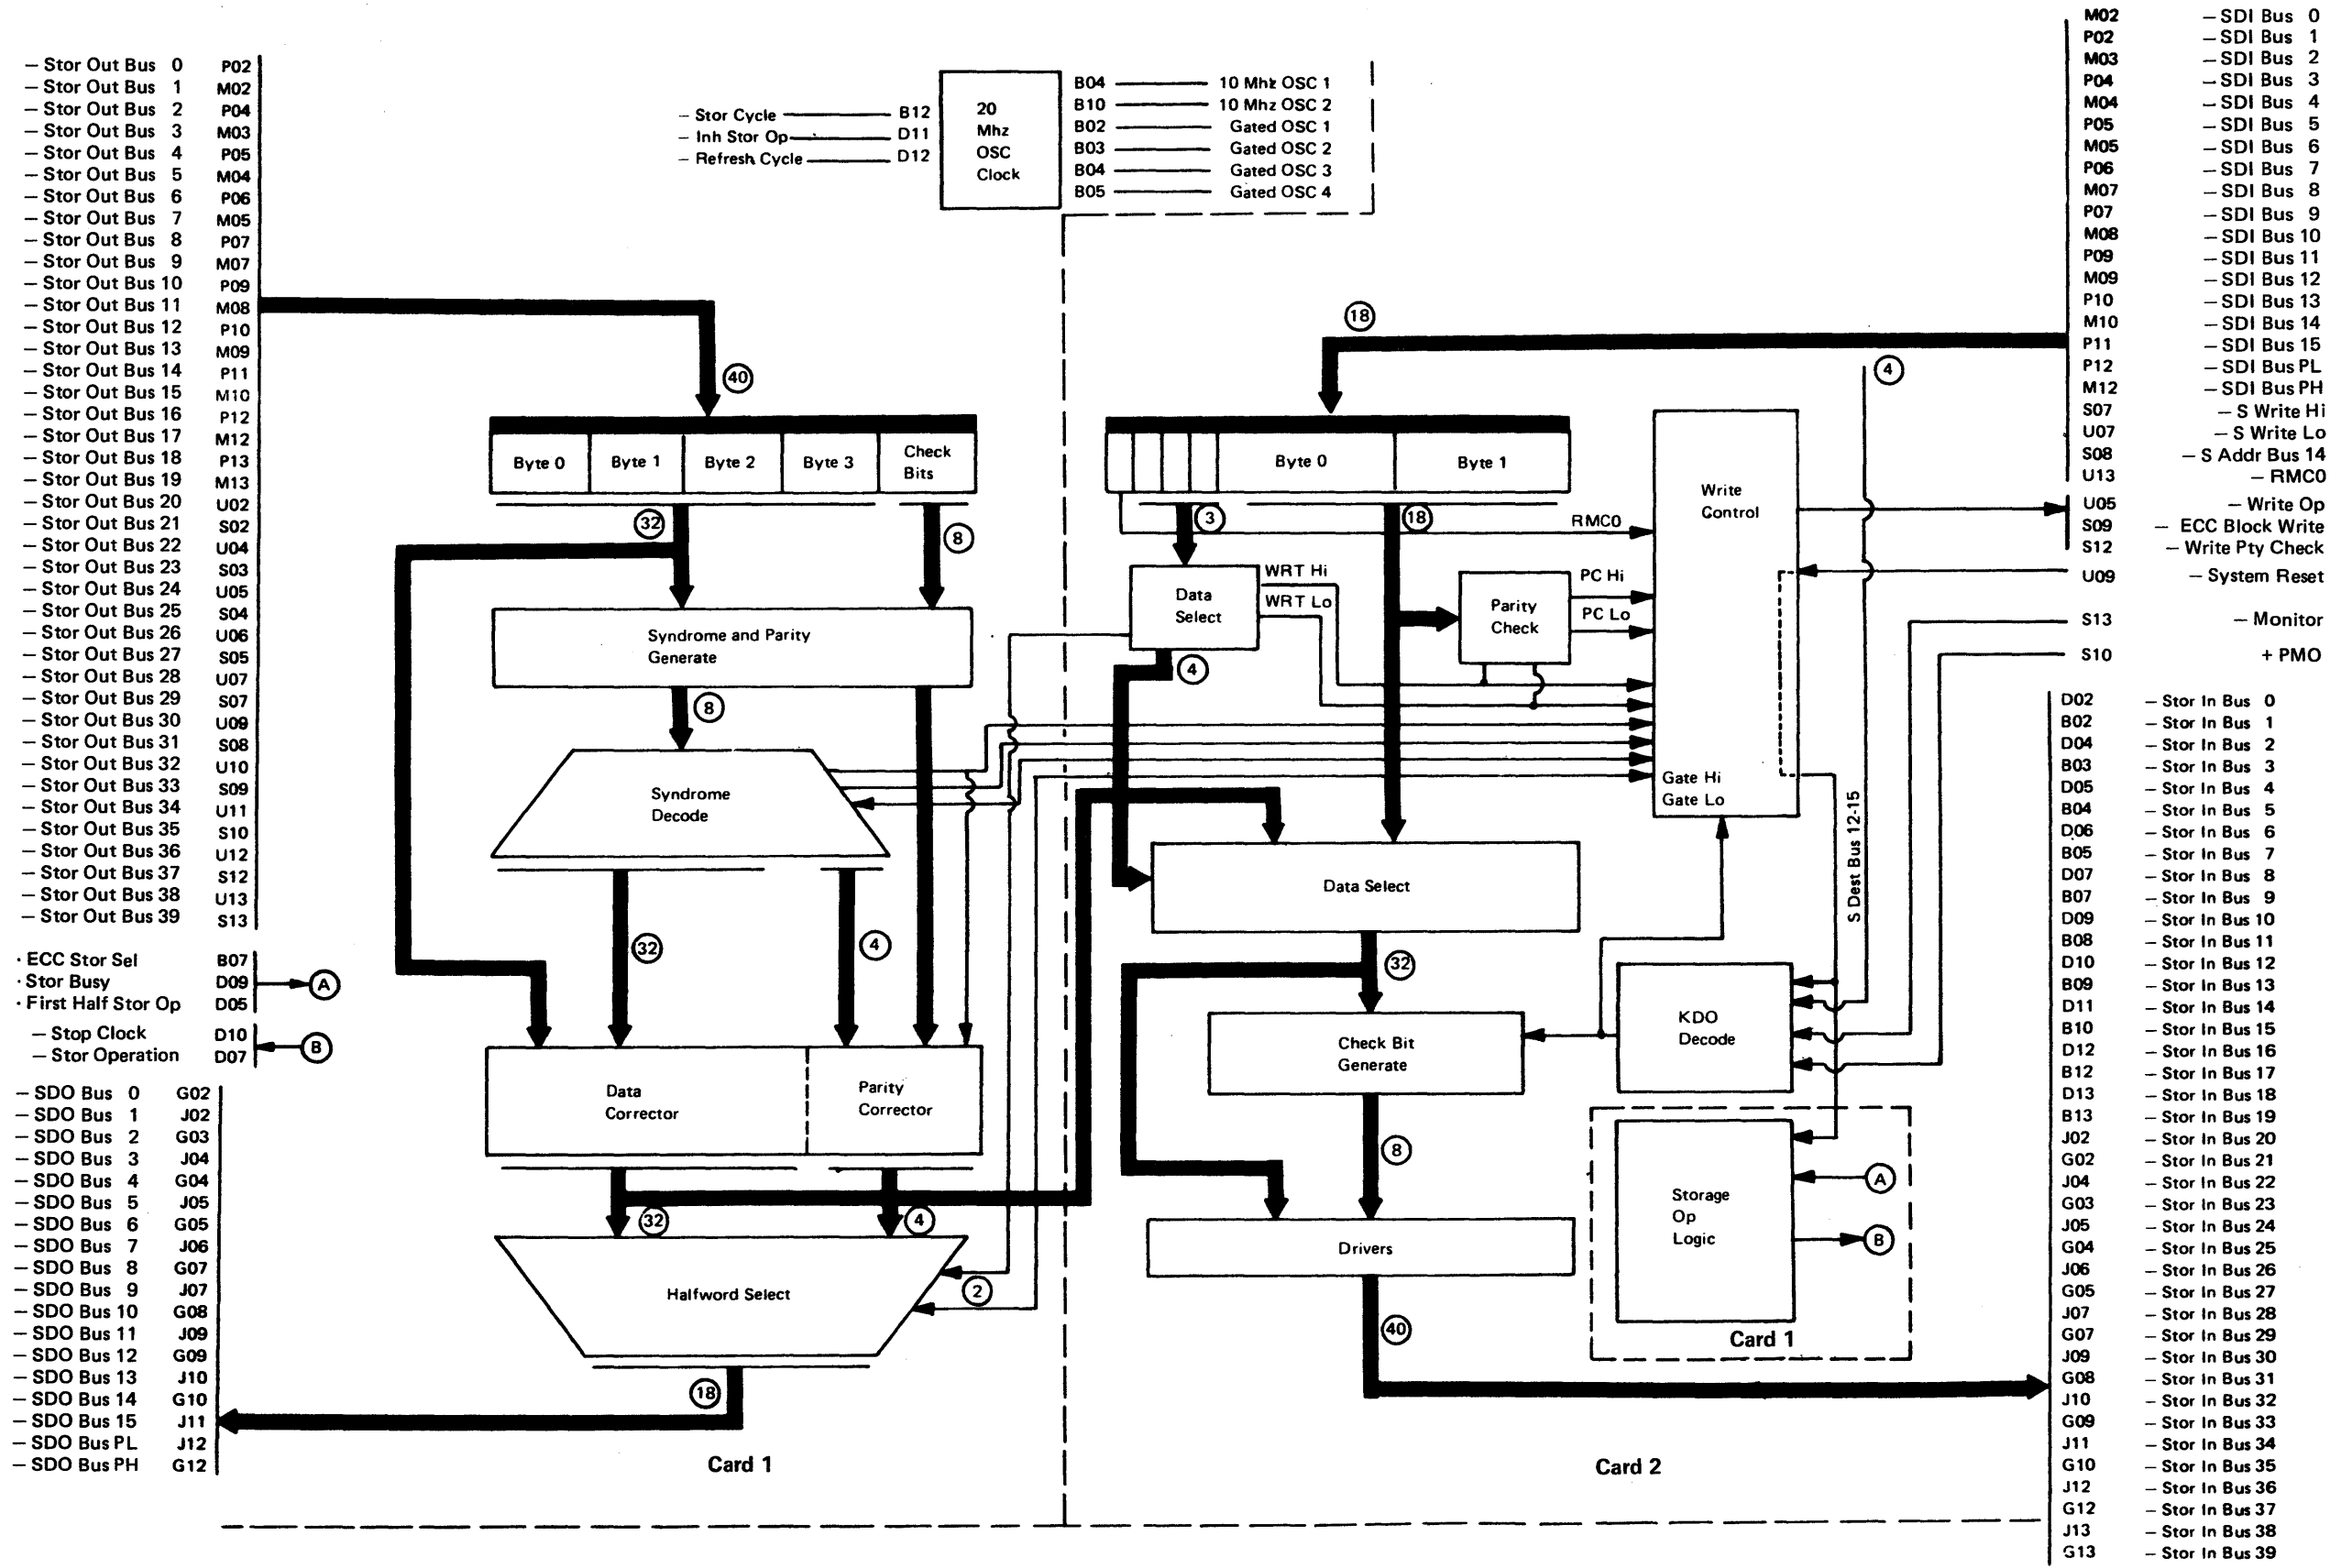 — Stor Out Bus 0 P02
— Stor Out Bus 1 M02
— Stor Out Bus 2 P04
— Stor Out Bus 3 M03
— Stor Out Bus 4 P05
— Stor Out Bus 5 M04
— Stor Out Bus 6 P06
— Stor Out Bus 7 M05
— Stor Out Bus 8 P07
— Stor Out Bus 9 M07
— Stor Out Bus 10 P09
— Stor Out Bus 11 M08
— Stor Out Bus 12 P10
— Stor Out Bus 13 M09
— Stor Out Bus 14 P11
— Stor Out Bus 15 M10
— Stor Out Bus 16 P12
— Stor Out Bus 17 M12
— Stor Out Bus 18 P13
— Stor Out Bus 19 M13
— Stor Out Bus 20 U02
— Stor Out Bus 21 S02
— Stor Out Bus 22 U04
— Stor Out Bus 23 S03
— Stor Out Bus 24 U05
— Stor Out Bus 25 S04
— Stor Out Bus 26 U06
— Stor Out Bus 27 S05
— Stor Out Bus 28 U07
— Stor Out Bus 29 S07
— Stor Out Bus 30 U09
— Stor Out Bus 31 S08
— Stor Out Bus 32 U10
— Stor Out Bus 33 S09
— Stor Out Bus 34 U11
— Stor Out Bus 35 S10
— Stor Out Bus 36 U12
— Stor Out Bus 37 S12
— Stor Out Bus 38 U13
— Stor Out Bus 39 S13
· ECC Stor Sel B07
· Stor Busy D09
A
· First Half Stor Op D05
— Stop Clock D10
B
— Stor Operation D07
— SDO Bus 0 G02
— SDO Bus 1 J02
— SDO Bus 2 G03
— SDO Bus 3 J04
— SDO Bus 4 G04
— SDO Bus 5 J05
— SDO Bus 6 G05
— SDO Bus 7 J06
— SDO Bus 8 G07
— SDO Bus 9 J07
— SDO Bus 10 G08
— SDO Bus 11 J09
— SDO Bus 12 G09
— SDO Bus 13 J10
— SDO Bus 14 G10
— SDO Bus 15 J11
— SDO Bus PL J12
— SDO Bus PH G12
— Stor Cycle B12
— Inh Stor Op D11
— Refresh Cycle D12
20
Mhz
OSC
Clock
B04 10 Mhz OSC 1
B10 10 Mhz OSC 2
B02 Gated OSC 1
B03 Gated OSC 2
B04 Gated OSC 3
B05 Gated OSC 4
40
Byte 0 Byte 1 Byte 2 Byte 3 Check
Bits
32
8
Syndrome and Parity
Generate
8
Syndrome
Decode
32
4
Data
Corrector
Parity
Corrector
32
4
Halfword Select
2
18
Card 1
18
Byte 0 Byte 1
3
18
RMC0
Data
Select
WRT Hi
WRT Lo
4
Parity
Check
PC Hi
PC Lo
Write
Control
Gate Hi
Gate Lo
4
S Dest Bus 12-15
Data Select
32
Check Bit
Generate
KDO
Decode
8
Drivers
40
Storage
Op
Logic
A
B
Card 1
Card 2
M02 — SDI Bus 0
P02 — SDI Bus 1
M03 — SDI Bus 2
P04 — SDI Bus 3
M04 — SDI Bus 4
P05 — SDI Bus 5
M05 — SDI Bus 6
P06 — SDI Bus 7
M07 — SDI Bus 8
P07 — SDI Bus 9
M08 — SDI Bus 10
P09 — SDI Bus 11
M09 — SDI Bus 12
P10 — SDI Bus 13
M10 — SDI Bus 14
P11 — SDI Bus 15
P12 — SDI Bus PL
M12 — SDI Bus PH
S07 — S Write Hi
U07 — S Write Lo
S08 — S Addr Bus 14
U13 — RMC0
U05 — Write Op
S09 — ECC Block Write
S12 — Write Pty Check
U09 — System Reset
S13 — Monitor
S10 + PMO
D02 — Stor In Bus 0
B02 — Stor In Bus 1
D04 — Stor In Bus 2
B03 — Stor In Bus 3
D05 — Stor In Bus 4
B04 — Stor In Bus 5
D06 — Stor In Bus 6
B05 — Stor In Bus 7
D07 — Stor In Bus 8
B07 — Stor In Bus 9
D09 — Stor In Bus 10
B08 — Stor In Bus 11
D10 — Stor In Bus 12
B09 — Stor In Bus 13
D11 — Stor In Bus 14
B10 — Stor In Bus 15
D12 — Stor In Bus 16
B12 — Stor In Bus 17
D13 — Stor In Bus 18
B13 — Stor In Bus 19
J02 — Stor In Bus 20
G02 — Stor In Bus 21
J04 — Stor In Bus 22
G03 — Stor In Bus 23
J05 — Stor In Bus 24
G04 — Stor In Bus 25
J06 — Stor In Bus 26
G05 — Stor In Bus 27
J07 — Stor In Bus 28
G07 — Stor In Bus 29
J09 — Stor In Bus 30
G08 — Stor In Bus 31
J10 — Stor In Bus 32
G09 — Stor In Bus 33
J11 — Stor In Bus 34
G10 — Stor In Bus 35
J12 — Stor In Bus 36
G12 — Stor In Bus 37
J13 — Stor In Bus 38
G13 — Stor In Bus 39